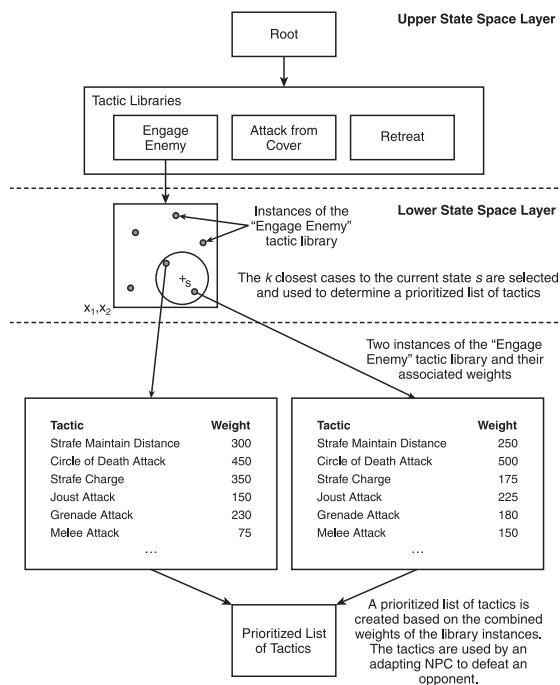 Upper State Space Layer
Root
Tactic Libraries
Engage
Enemy
Attack from
Cover
Retreat
Lower State Space Layer
Instances of the
“Engage Enemy”
tactic library
+s
The k closest cases to the current state s are selected
and used to determine a prioritized list of tactics
x1,x2
Two instances of the “Engage
Enemy” tactic library and their
associated weights
Tactic Weight
Strafe Maintain Distance 300
Circle of Death Attack 450
Strafe Charge 350
Joust Attack 150
Grenade Attack 230
Melee Attack 75
...
Tactic Weight
Strafe Maintain Distance 250
Circle of Death Attack 500
Strafe Charge 175
Joust Attack 225
Grenade Attack 180
Melee Attack 150
...
Prioritized List
of Tactics
A prioritized list of tactics is
created based on the combined
weights of the library instances.
The tactics are used by an
adapting NPC to defeat an
opponent.